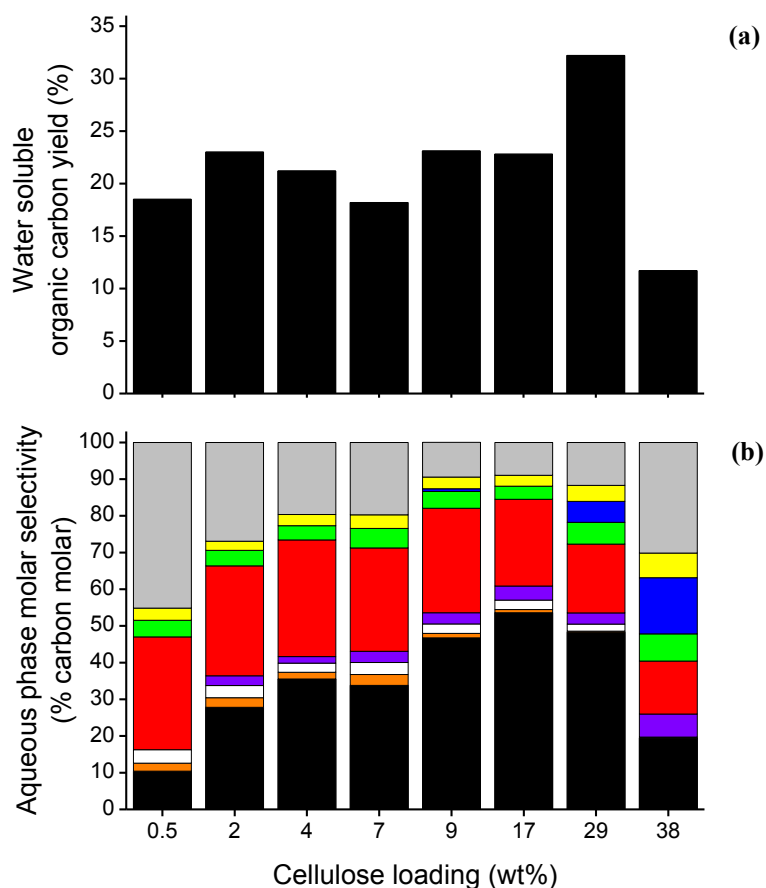 (a)
Water soluble
organic carbon yield (%)
35
30
25
20
15
10
5
0
(b)
Aqueous phase molar selectivity
(% carbon molar)
100
90
80
70
60
50
40
30
20
10
0
0.5 2 4 7 9 17 29 38
Cellulose loading (wt%)